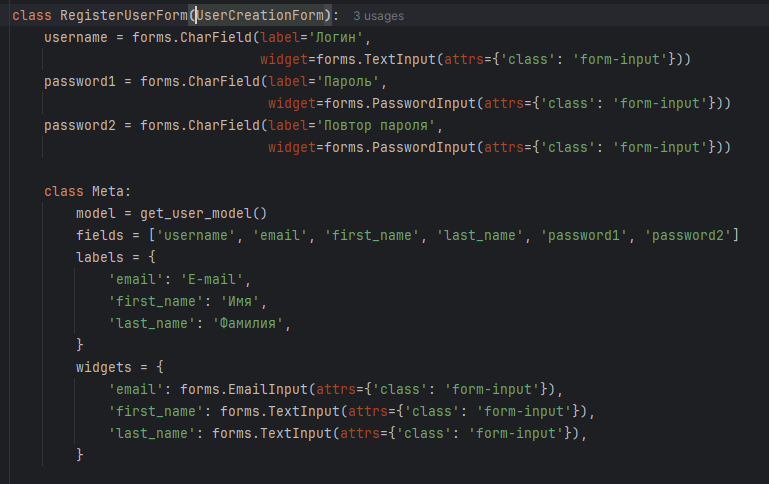 class RegisterUserForm(UserCreationForm): 3 usages
    username = forms.CharField(label='Логин',
                               widget=forms.TextInput(attrs={'class': 'form-input'}))
    password1 = forms.CharField(label='Пароль',
                                widget=forms.PasswordInput(attrs={'class': 'form-input'}))
    password2 = forms.CharField(label='Повтор пароля',
                                widget=forms.PasswordInput(attrs={'class': 'form-input'}))
    class Meta:
        model = get_user_model()
        fields = ['username', 'email', 'first_name', 'last_name', 'password1', 'password2']
        labels = {
            'email': 'E-mail',
            'first_name': 'Имя',
            'last_name': 'Фамилия',
        }
        widgets = {
            'email': forms.EmailInput(attrs={'class': 'form-input'}),
            'first_name': forms.TextInput(attrs={'class': 'form-input'}),
            'last_name': forms.TextInput(attrs={'class': 'form-input'}),
        }